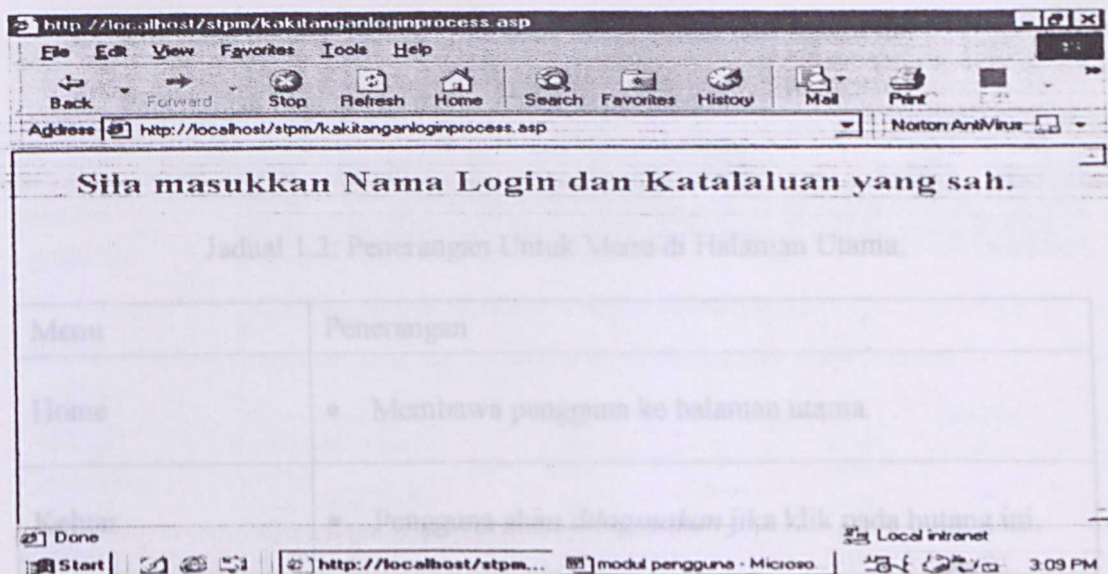 http://localhost/stpm/kakitanganloginprocess.asp
File Edit View Favorites Tools Help
Back Forward Stop Refresh Home Search Favorites History Mail Print Edit
Address http://localhost/stpm/kakitanganloginprocess.asp Norton AntiVirus
Sila masukkan Nama Login dan Katalaluan yang sah.
Jadual 1.2: Penerangan Untuk Menu di Halaman Utama.
Menu Penerangan
Home • Membawa pengguna ke halaman utama.
Keluar • Pengguna akan dilogoutkan jika klik pada butang ini.
Done Local intranet
Start http://localhost/stpm... modul pengguna - Microso... 3:09 PM